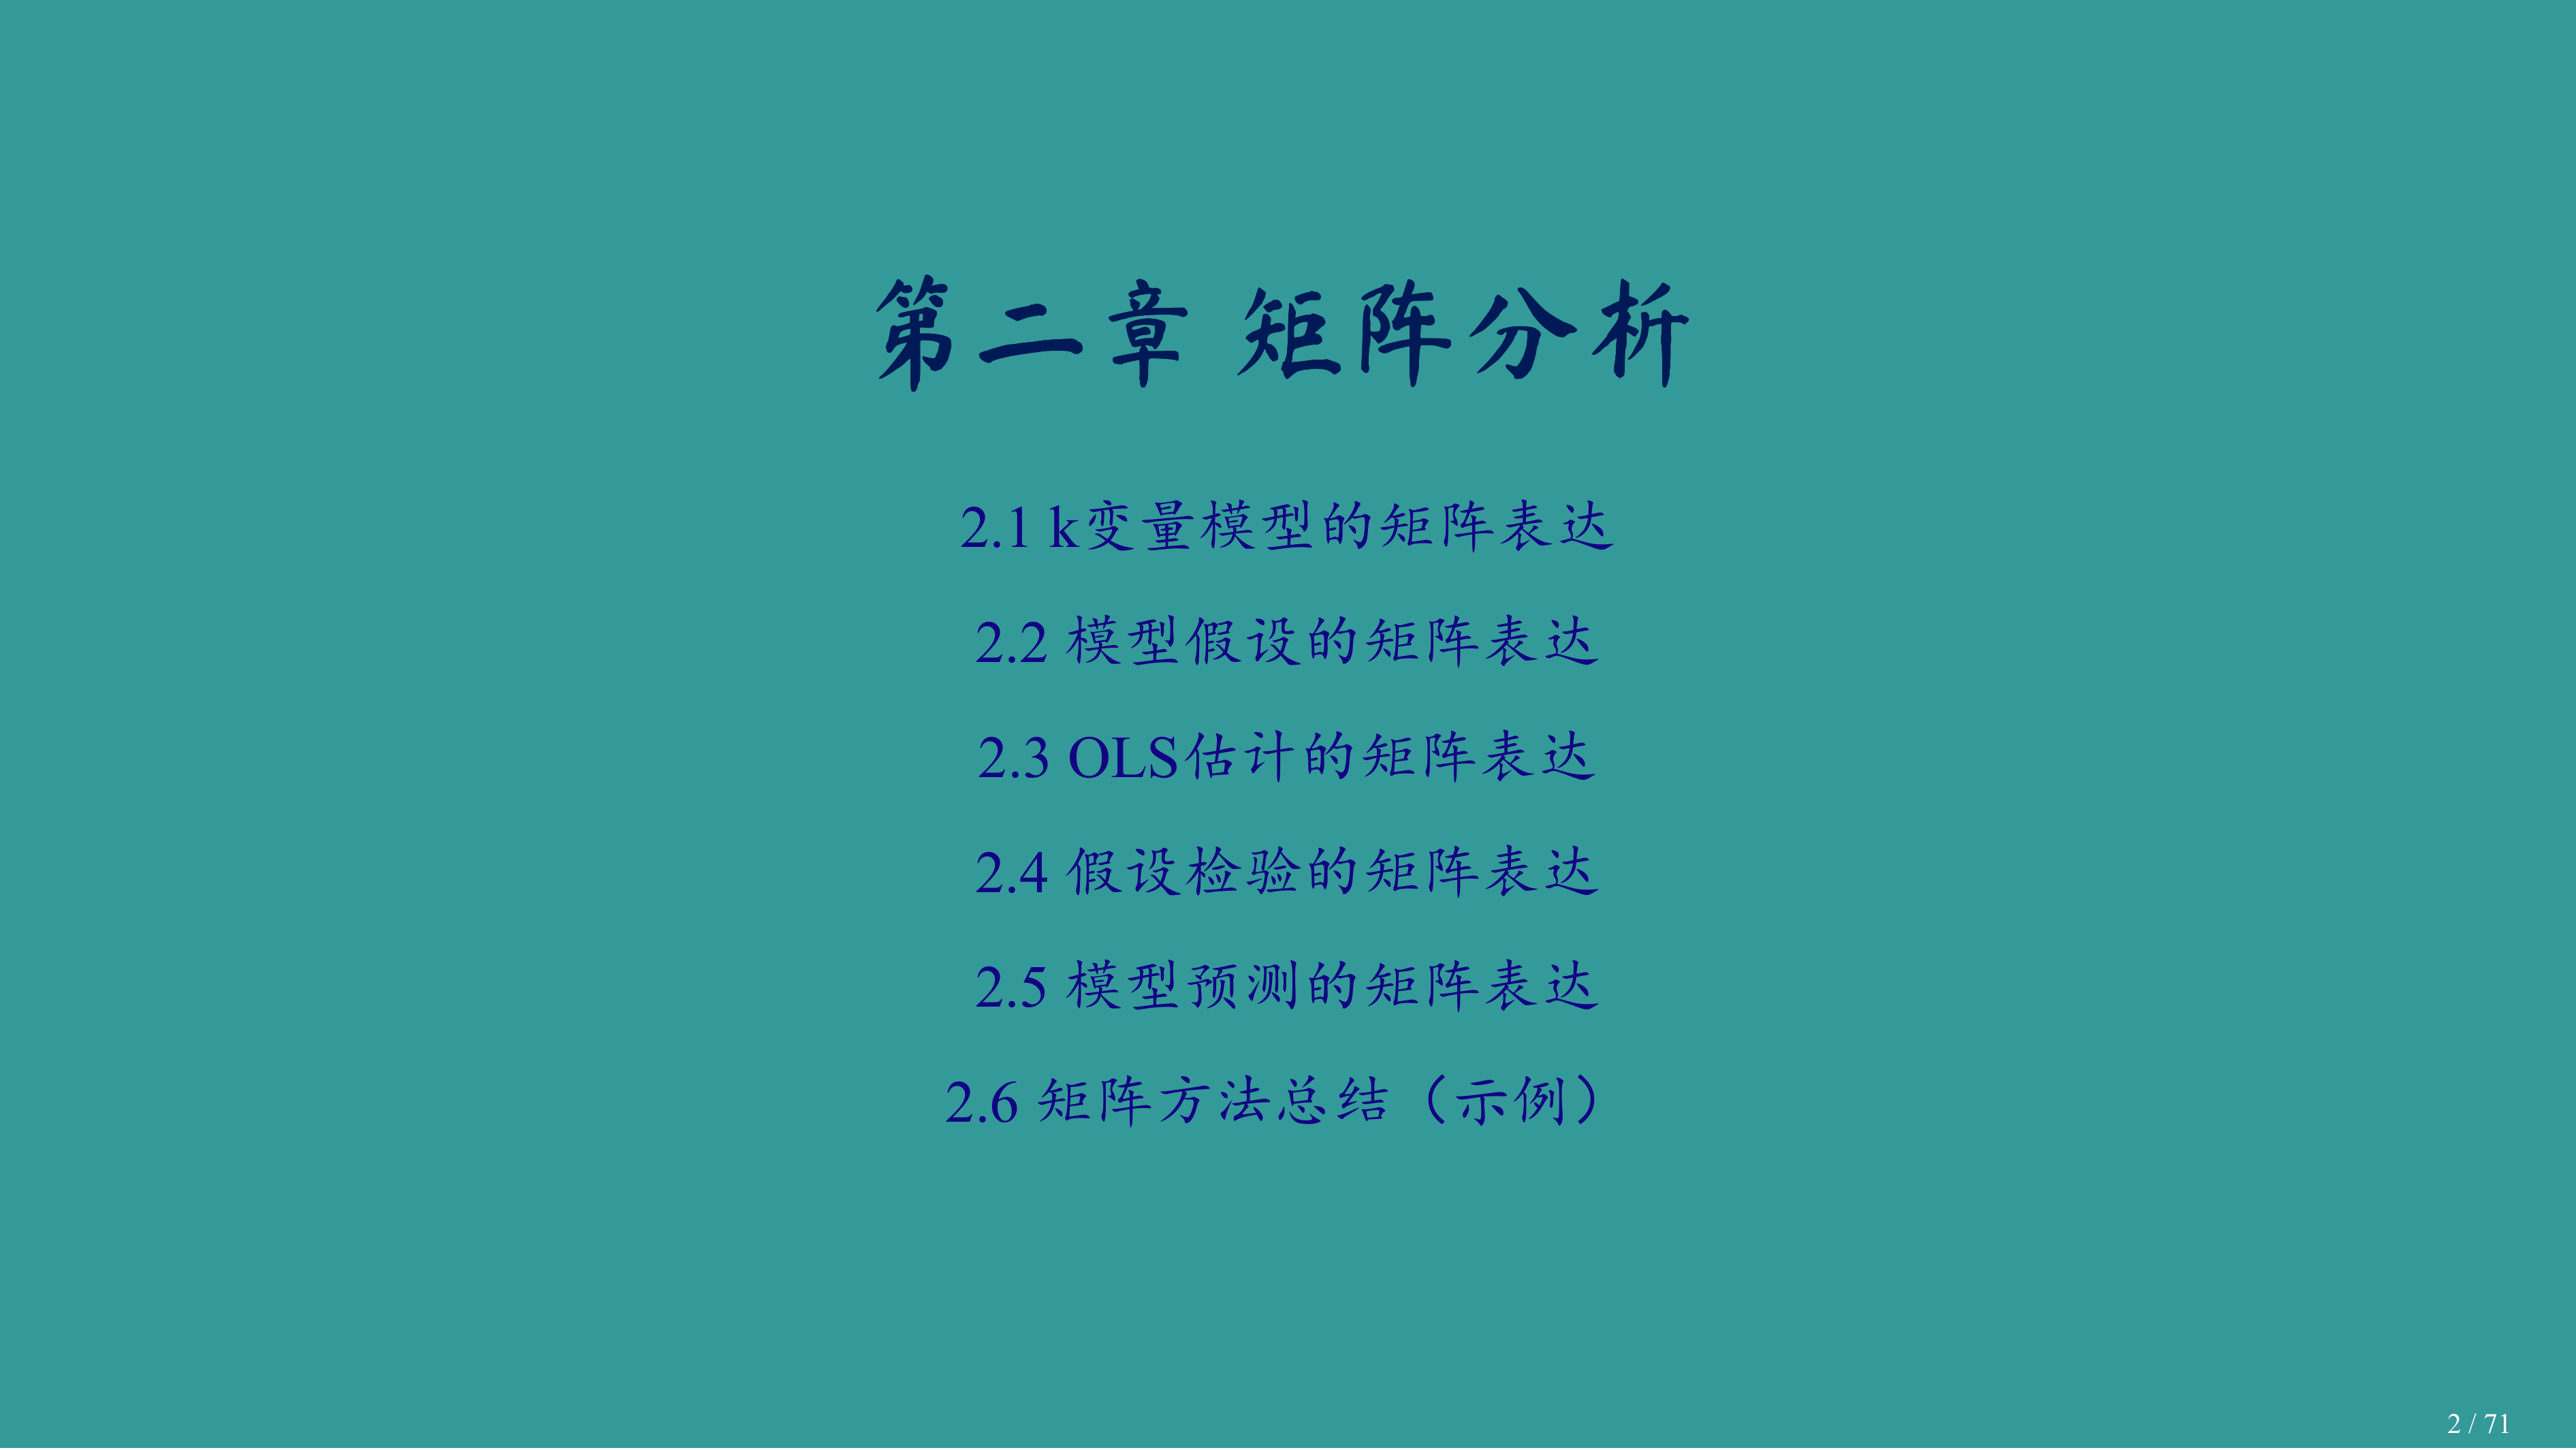 第二章 矩阵分析
2.1 k变量模型的矩阵表达
2.2 模型假设的矩阵表达
2.3 OLS估计的矩阵表达
2.4 假设检验的矩阵表达
2.5 模型预测的矩阵表达
2.6 矩阵方法总结（示例）
2 / 71